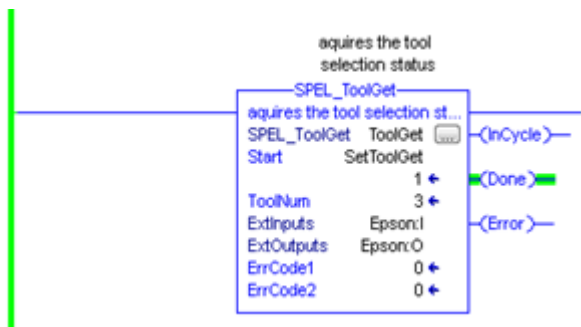 aquires the tool
selection status
SPEL_ToolGet
aquires the tool selection st...
SPEL_ToolGet ToolGet ... (InCycle)
Start SetToolGet
1 (Done)
ToolNum 3
ExtInputs Epson:I (Error)
ExtOutputs Epson:O
ErrCode1 0
ErrCode2 0